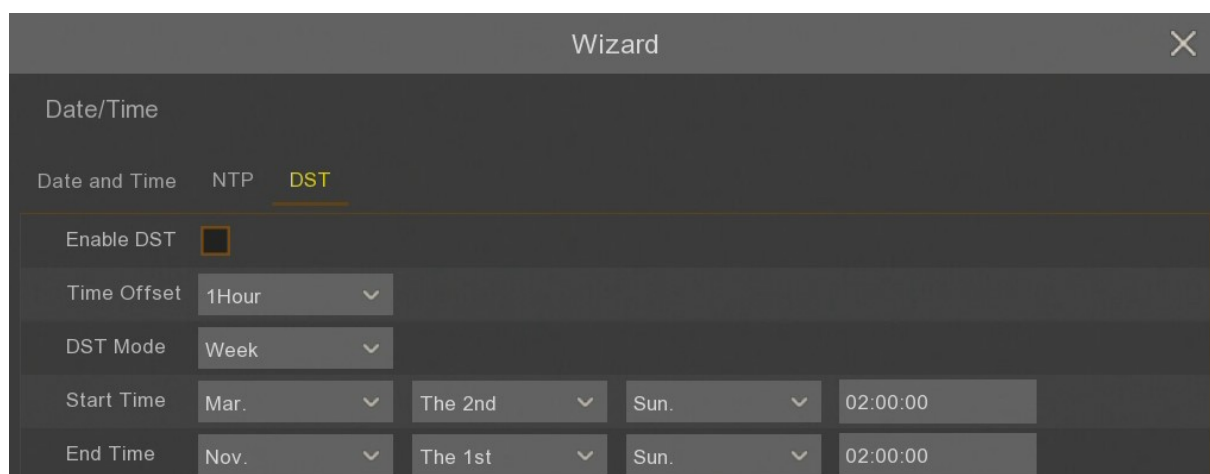 Wizard
Date/Time
Date and Time NTP DST
Enable DST
Time Offset 1Hour
DST Mode Week
Start Time Mar. The 2nd Sun. 02:00:00
End Time Nov. The 1st Sun. 02:00:00